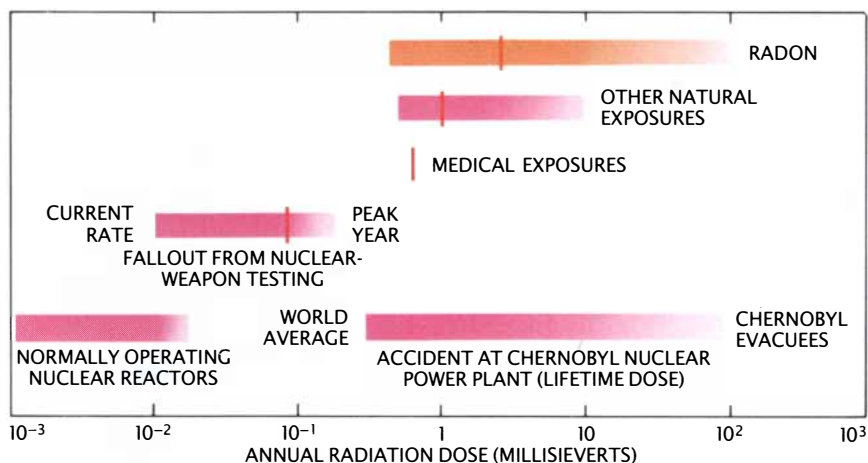 RADON
OTHER NATURAL
EXPOSURES
MEDICAL EXPOSURES
CURRENT
RATE
PEAK
YEAR
FALLOUT FROM NUCLEAR-
WEAPON TESTING
WORLD
AVERAGE
CHERNOBYL
EVACUEES
NORMALLY OPERATING
NUCLEAR REACTORS
ACCIDENT AT CHERNOBYL NUCLEAR
POWER PLANT (LIFETIME DOSE)
10⁻³ 10⁻² 10⁻¹ 1 10 10² 10³
ANNUAL RADIATION DOSE (MILLISIEVERTS)